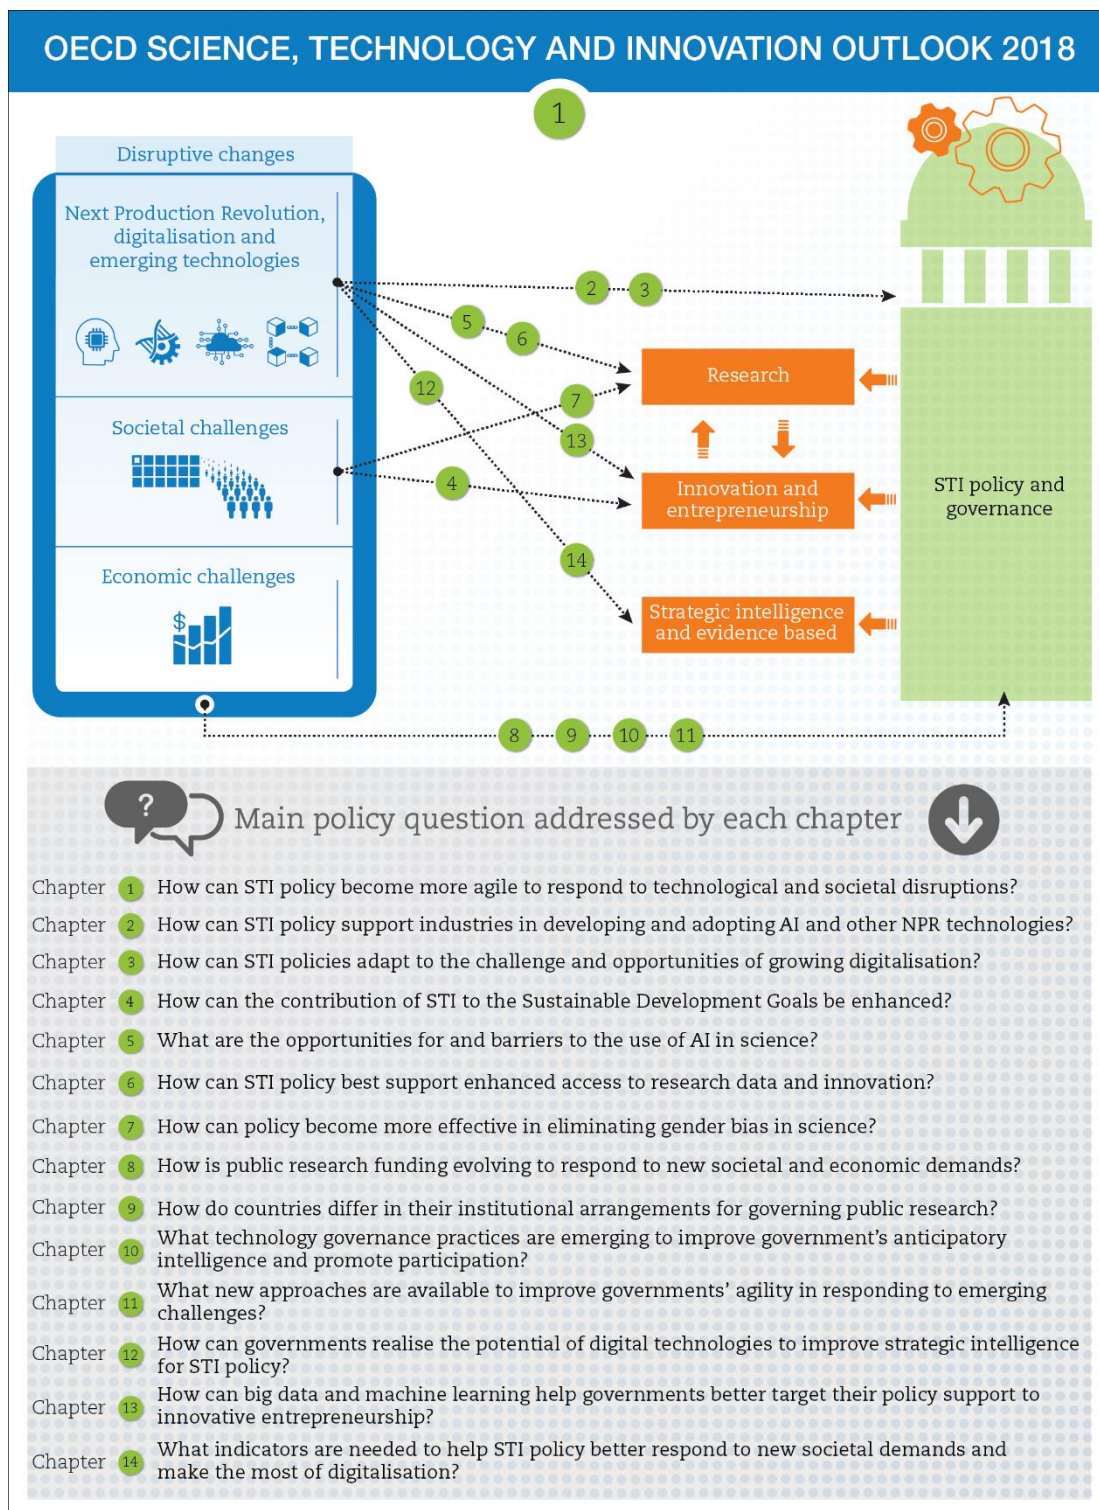 OECD SCIENCE, TECHNOLOGY AND INNOVATION OUTLOOK 2018
1
Disruptive changes
Next Production Revolution,
digitalisation and
emerging technologies
Societal challenges
Economic challenges
$
2
3
5
6
12
7
13
4
14
Research
Innovation and
entrepreneurship
Strategic intelligence
and evidence based
STI policy and
governance
8
9
10
11
?
Main policy question addressed by each chapter
Chapter 1 How can STI policy become more agile to respond to technological and societal disruptions?
Chapter 2 How can STI policy support industries in developing and adopting AI and other NPR technologies?
Chapter 3 How can STI policies adapt to the challenge and opportunities of growing digitalisation?
Chapter 4 How can the contribution of STI to the Sustainable Development Goals be enhanced?
Chapter 5 What are the opportunities for and barriers to the use of AI in science?
Chapter 6 How can STI policy best support enhanced access to research data and innovation?
Chapter 7 How can policy become more effective in eliminating gender bias in science?
Chapter 8 How is public research funding evolving to respond to new societal and economic demands?
Chapter 9 How do countries differ in their institutional arrangements for governing public research?
Chapter 10 What technology governance practices are emerging to improve government's anticipatory
intelligence and promote participation?
Chapter 11 What new approaches are available to improve governments' agility in responding to emerging
challenges?
Chapter 12 How can governments realise the potential of digital technologies to improve strategic intelligence
for STI policy?
Chapter 13 How can big data and machine learning help governments better target their policy support to
innovative entrepreneurship?
Chapter 14 What indicators are needed to help STI policy better respond to new societal demands and
make the most of digitalisation?